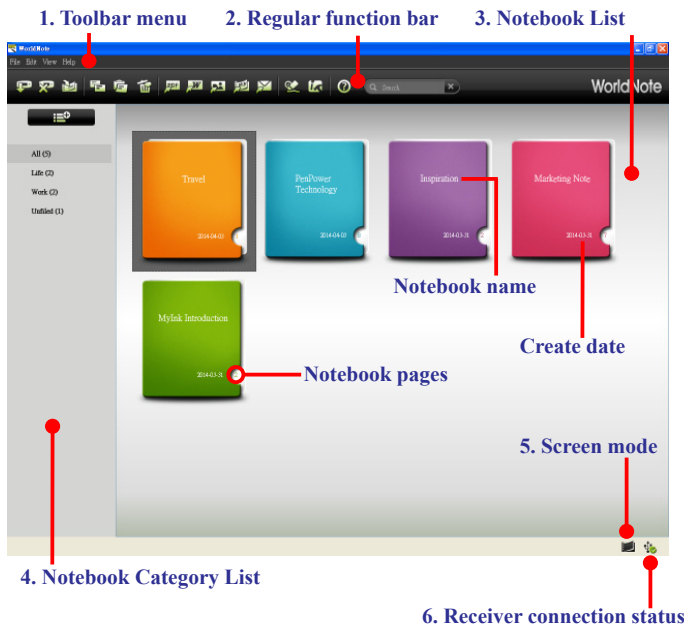 1. Toolbar menu
2. Regular function bar
3. Notebook List
WorldNote
File Edit View Help
Search
WorldNote
All (5)
Life (2)
Work (2)
Unfiled (1)
Travel
2014-04-03
PenPower
Technology
2014-04-03
Inspiration
2014-03-31
Marketing Note
2014-03-31
Notebook name
Create date
MyInk Introduction
2014-03-31
Notebook pages
5. Screen mode
4. Notebook Category List
6. Receiver connection status